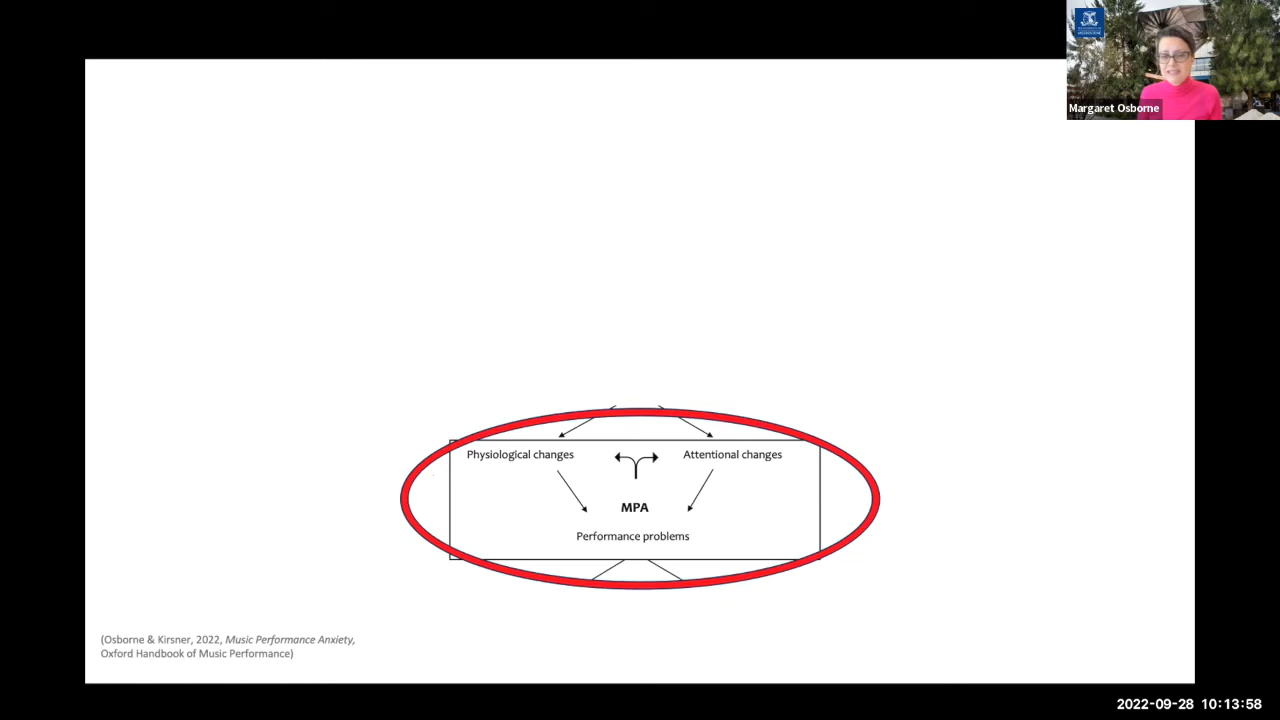 Margaret Osborne
Physiological changes
Attentional changes
MPA
Performance problems
(Osborne & Kirsner, 2022, Music Performance Anxiety,
Oxford Handbook of Music Performance)
2022-09-28 10:13:58